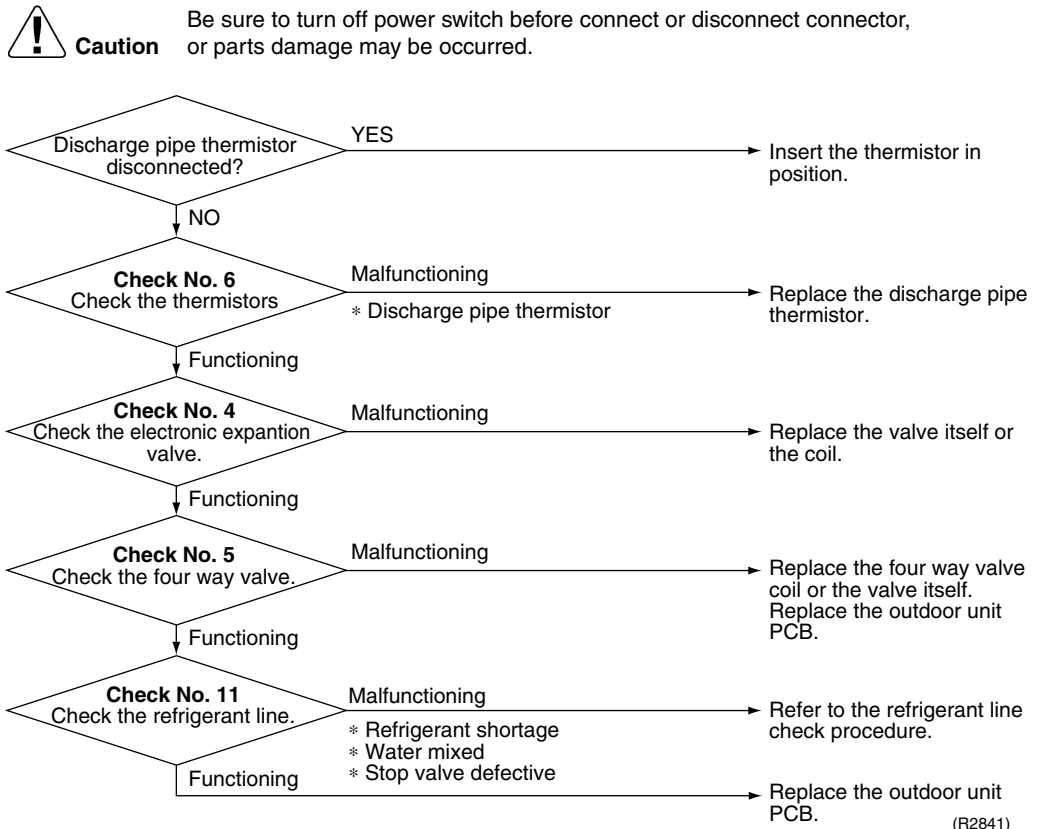 Caution
Be sure to turn off power switch before connect or disconnect connector,
or parts damage may be occurred.
Discharge pipe thermistor
disconnected?
YES
Insert the thermistor in
position.
NO
Check No. 6
Check the thermistors
Malfunctioning
* Discharge pipe thermistor
Replace the discharge pipe
thermistor.
Functioning
Check No. 4
Check the electronic expantion
valve.
Malfunctioning
Replace the valve itself or
the coil.
Functioning
Check No. 5
Check the four way valve.
Malfunctioning
Replace the four way valve
coil or the valve itself.
Replace the outdoor unit
PCB.
Functioning
Check No. 11
Check the refrigerant line.
Malfunctioning
* Refrigerant shortage
* Water mixed
* Stop valve defective
Refer to the refrigerant line
check procedure.
Functioning
Replace the outdoor unit
PCB.
(R2841)